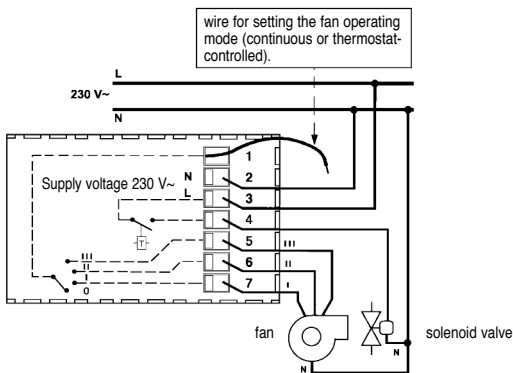 wire for setting the fan operating
mode (continuous or thermostat-
controlled).
L
230 V~
N
1
N 2
Supply voltage 230 V~
L 3
4
T
5 III
III
II
6 II
I
0
7 I
fan
solenoid valve
N
N